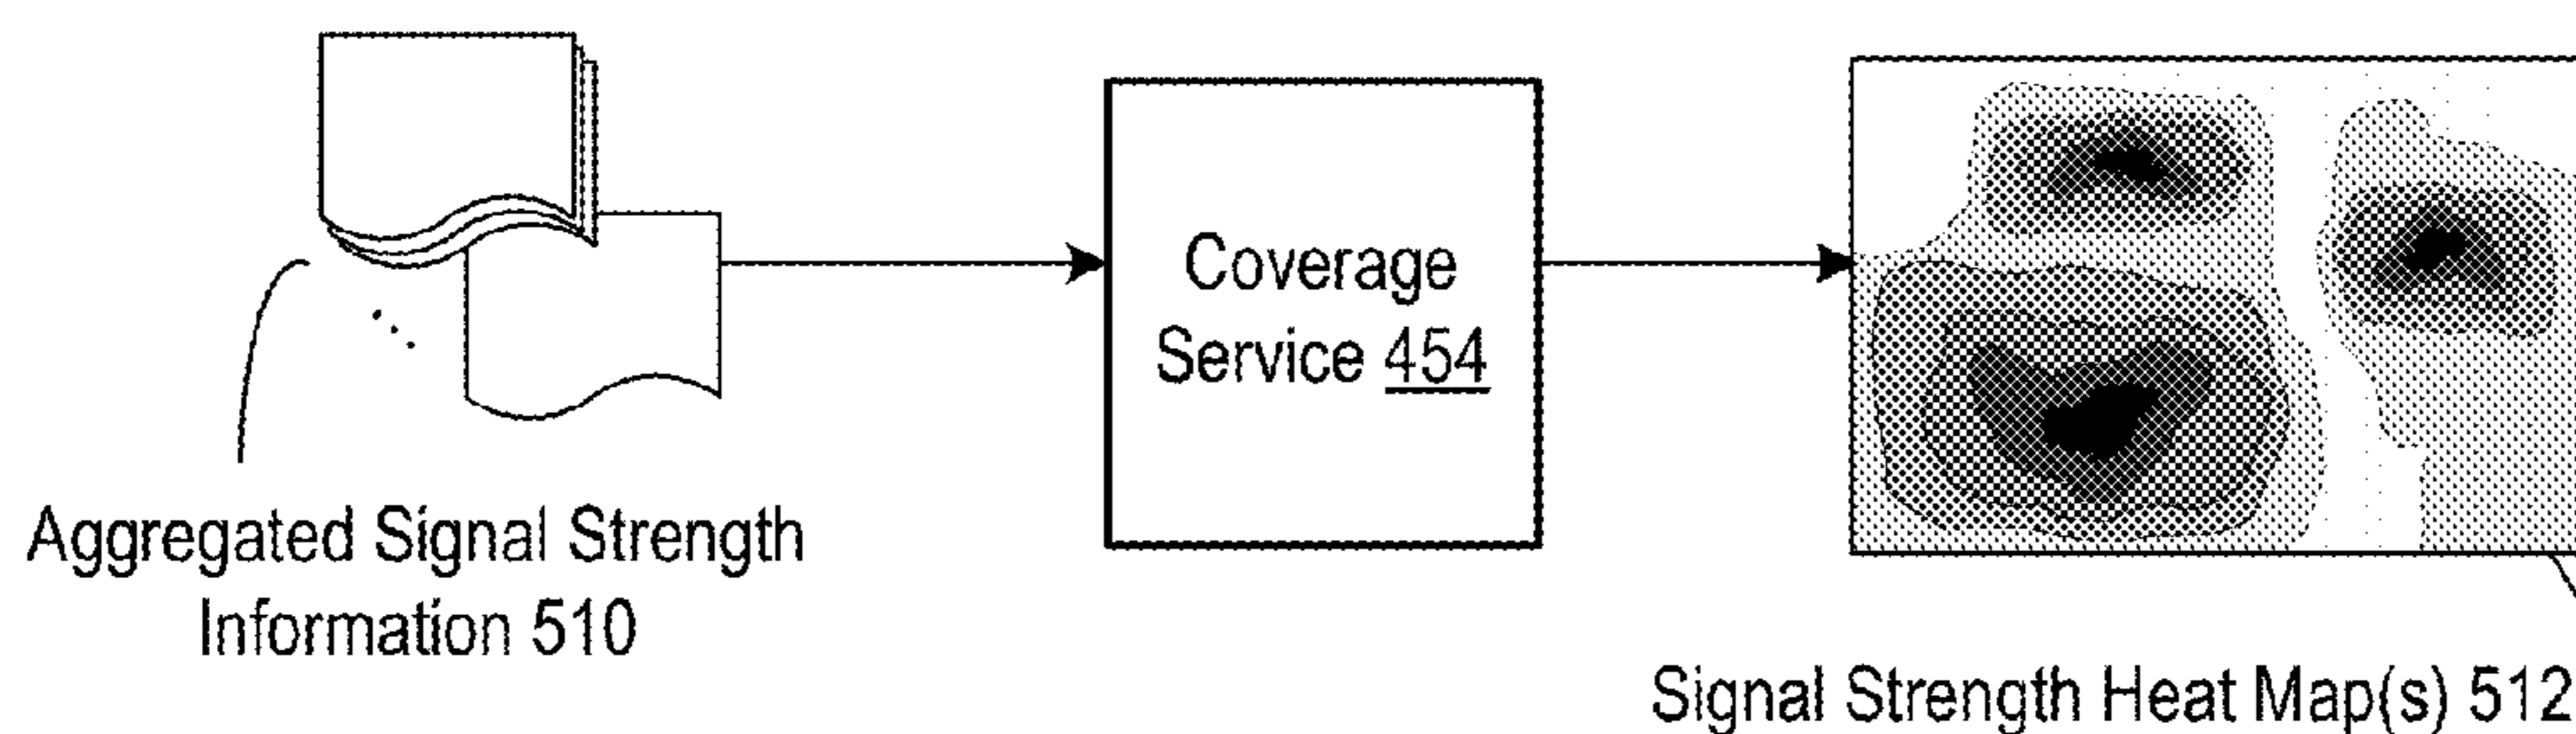 Coverage
Service 454
Aggregated Signal Strength
Information 510
Signal Strength Heat Map(s) 512